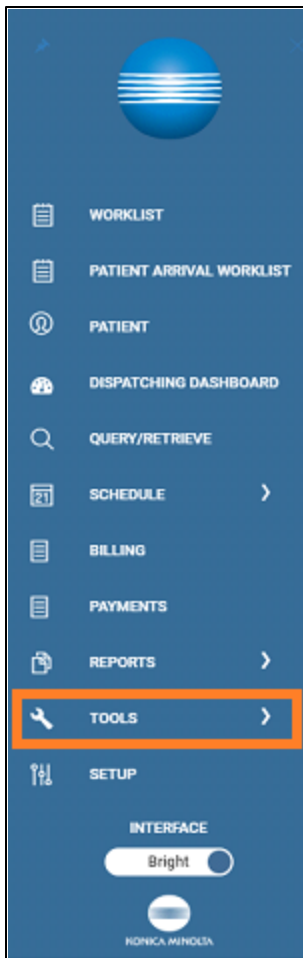 WORKLIST
PATIENT ARRIVAL WORKLIST
PATIENT
DISPATCHING DASHBOARD
QUERY/RETRIEVE
21 SCHEDULE
BILLING
PAYMENTS
REPORTS
TOOLS
SETUP
INTERFACE
Bright
KONICA MINOLTA